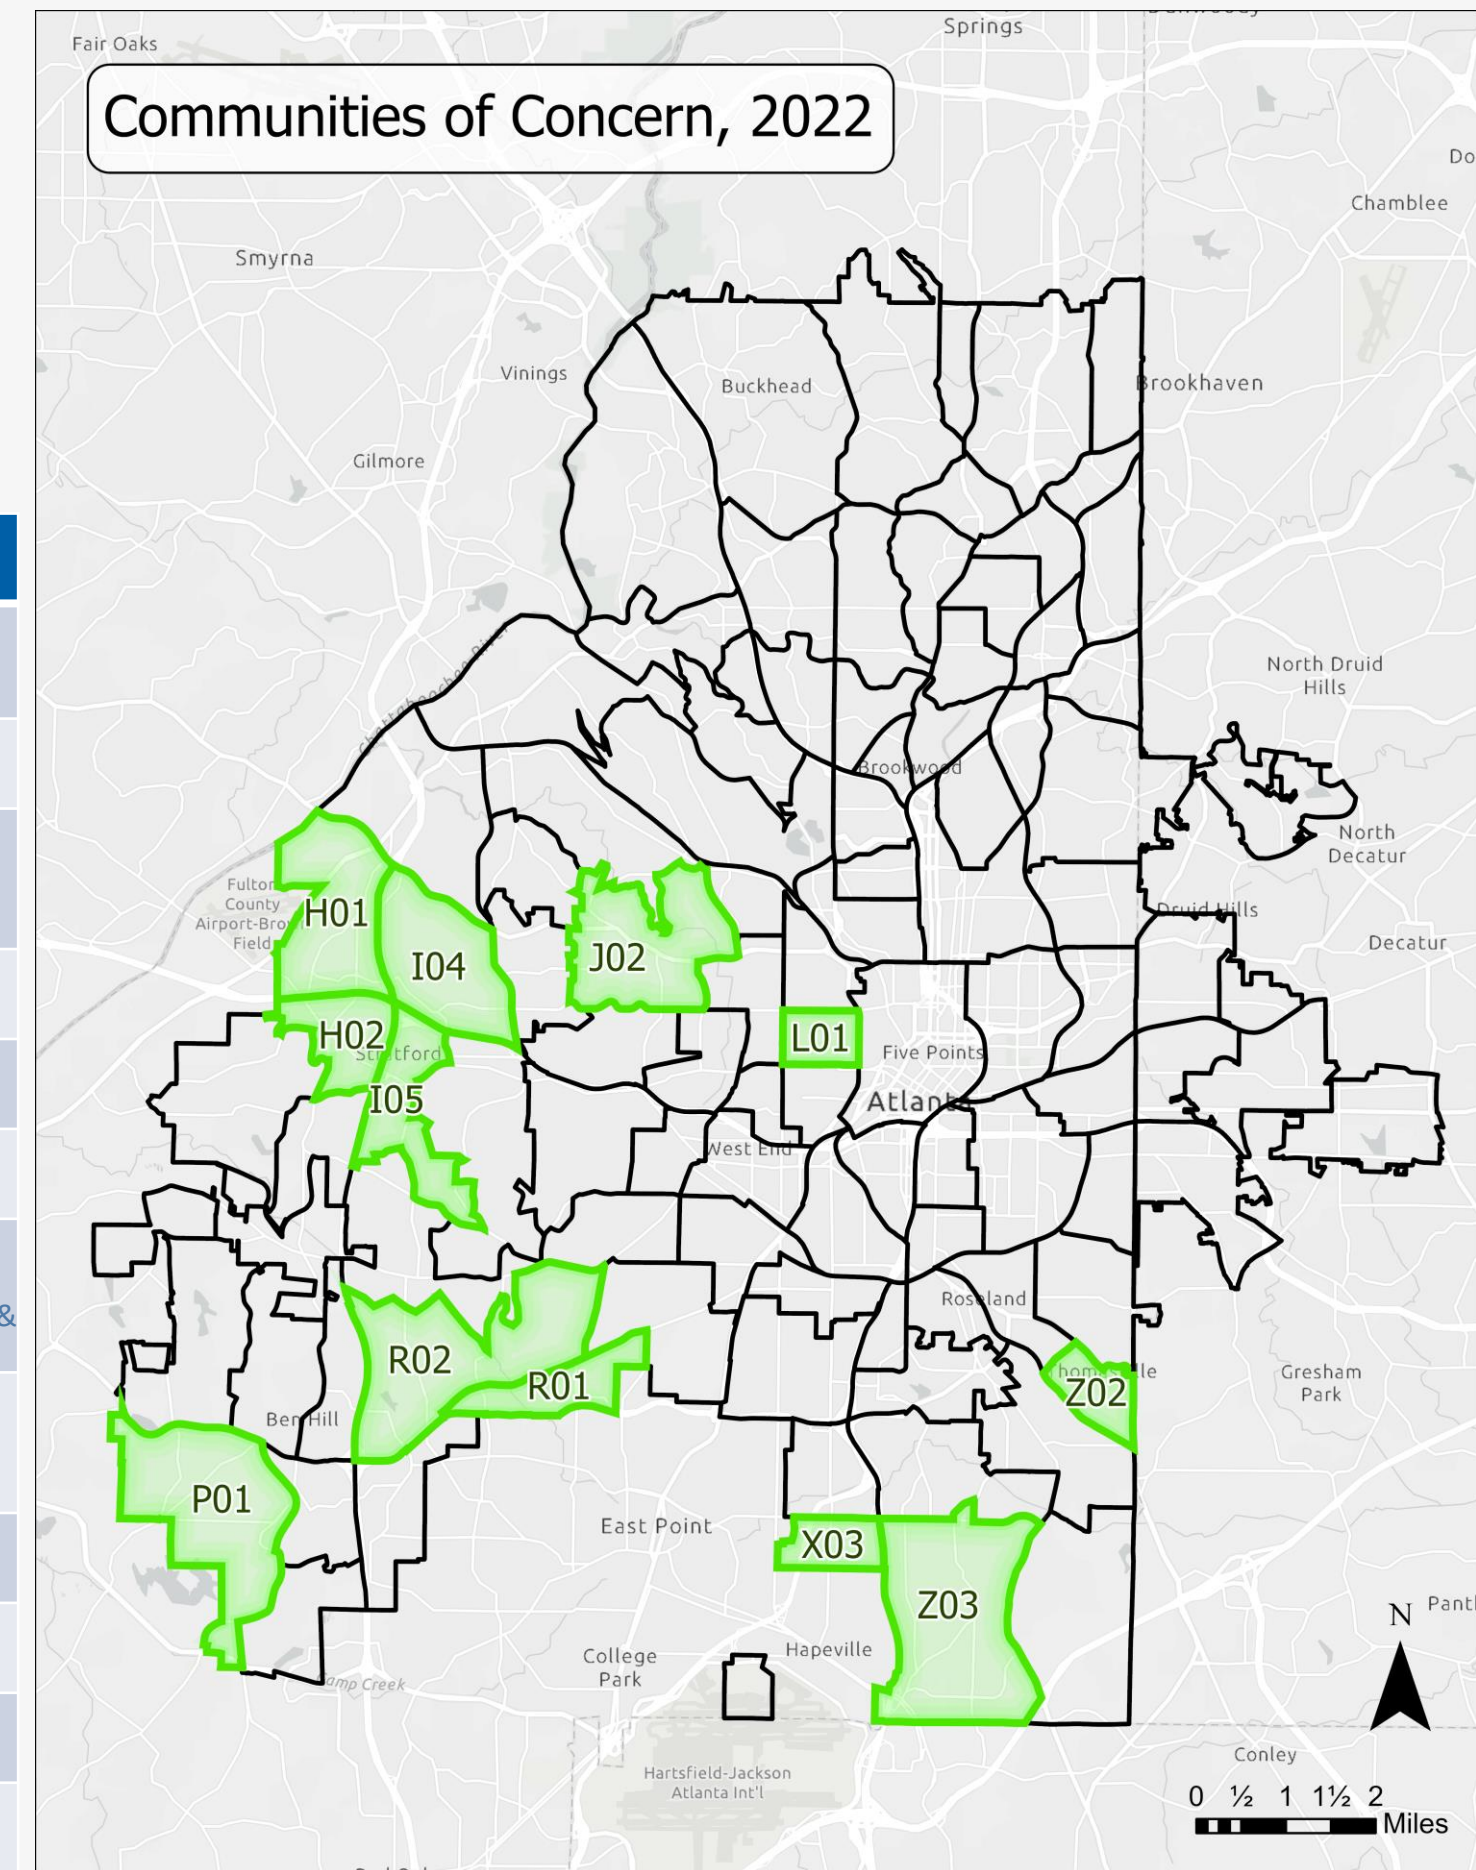 Springs
Fair Oaks
Communities of Concern, 2022
Do
Chamblee
Smyrna
Vinings
Buckhead
Brookhaven
Gilmore
North Druid
Hills
Brookwood
North
Decatur
Fulton
County
Airport-Brown
Field
H01
Druid Hills
Decatur
I04
J02
H02
L01
Five Points
I05
Atlanta
West End
&
Roseland
R02
R01
Z02
Gresham
Park
Ben Hill
P01
East Point
X03
Z03
N
Pant
Hapeville
College
Park
Camp Creek
Conley
Hartsfield-Jackson
Atlanta Int'l
0 ½ 1 1½ 2
Miles